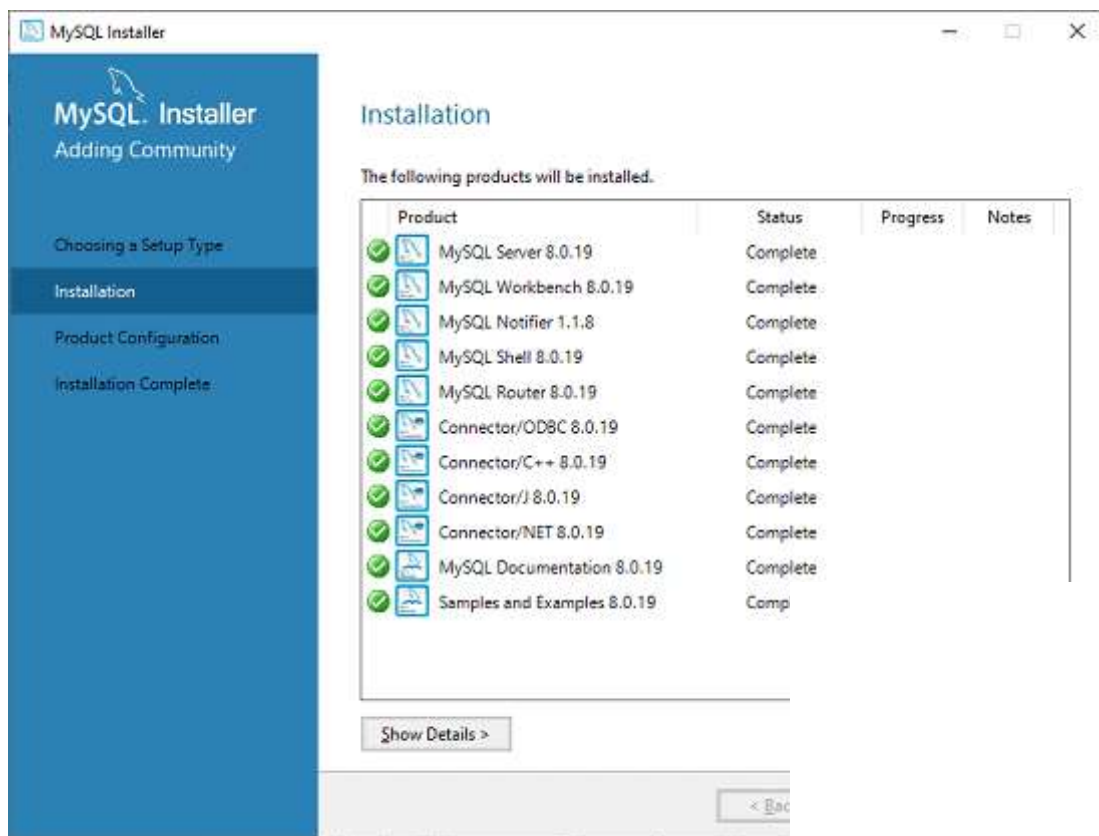 MySQL Installer
MySQL. Installer
Adding Community
Choosing a Setup Type
Installation
Product Configuration
Installation Complete
Installation
The following products will be installed.
Product Status Progress Notes
MySQL Server 8.0.19 Complete
MySQL Workbench 8.0.19 Complete
MySQL Notifier 1.1.8 Complete
MySQL Shell 8.0.19 Complete
MySQL Router 8.0.19 Complete
Connector/ODBC 8.0.19 Complete
Connector/C++ 8.0.19 Complete
Connector/J 8.0.19 Complete
Connector/NET 8.0.19 Complete
MySQL Documentation 8.0.19 Complete
Samples and Examples 8.0.19 Comp
Show Details >
< Bac